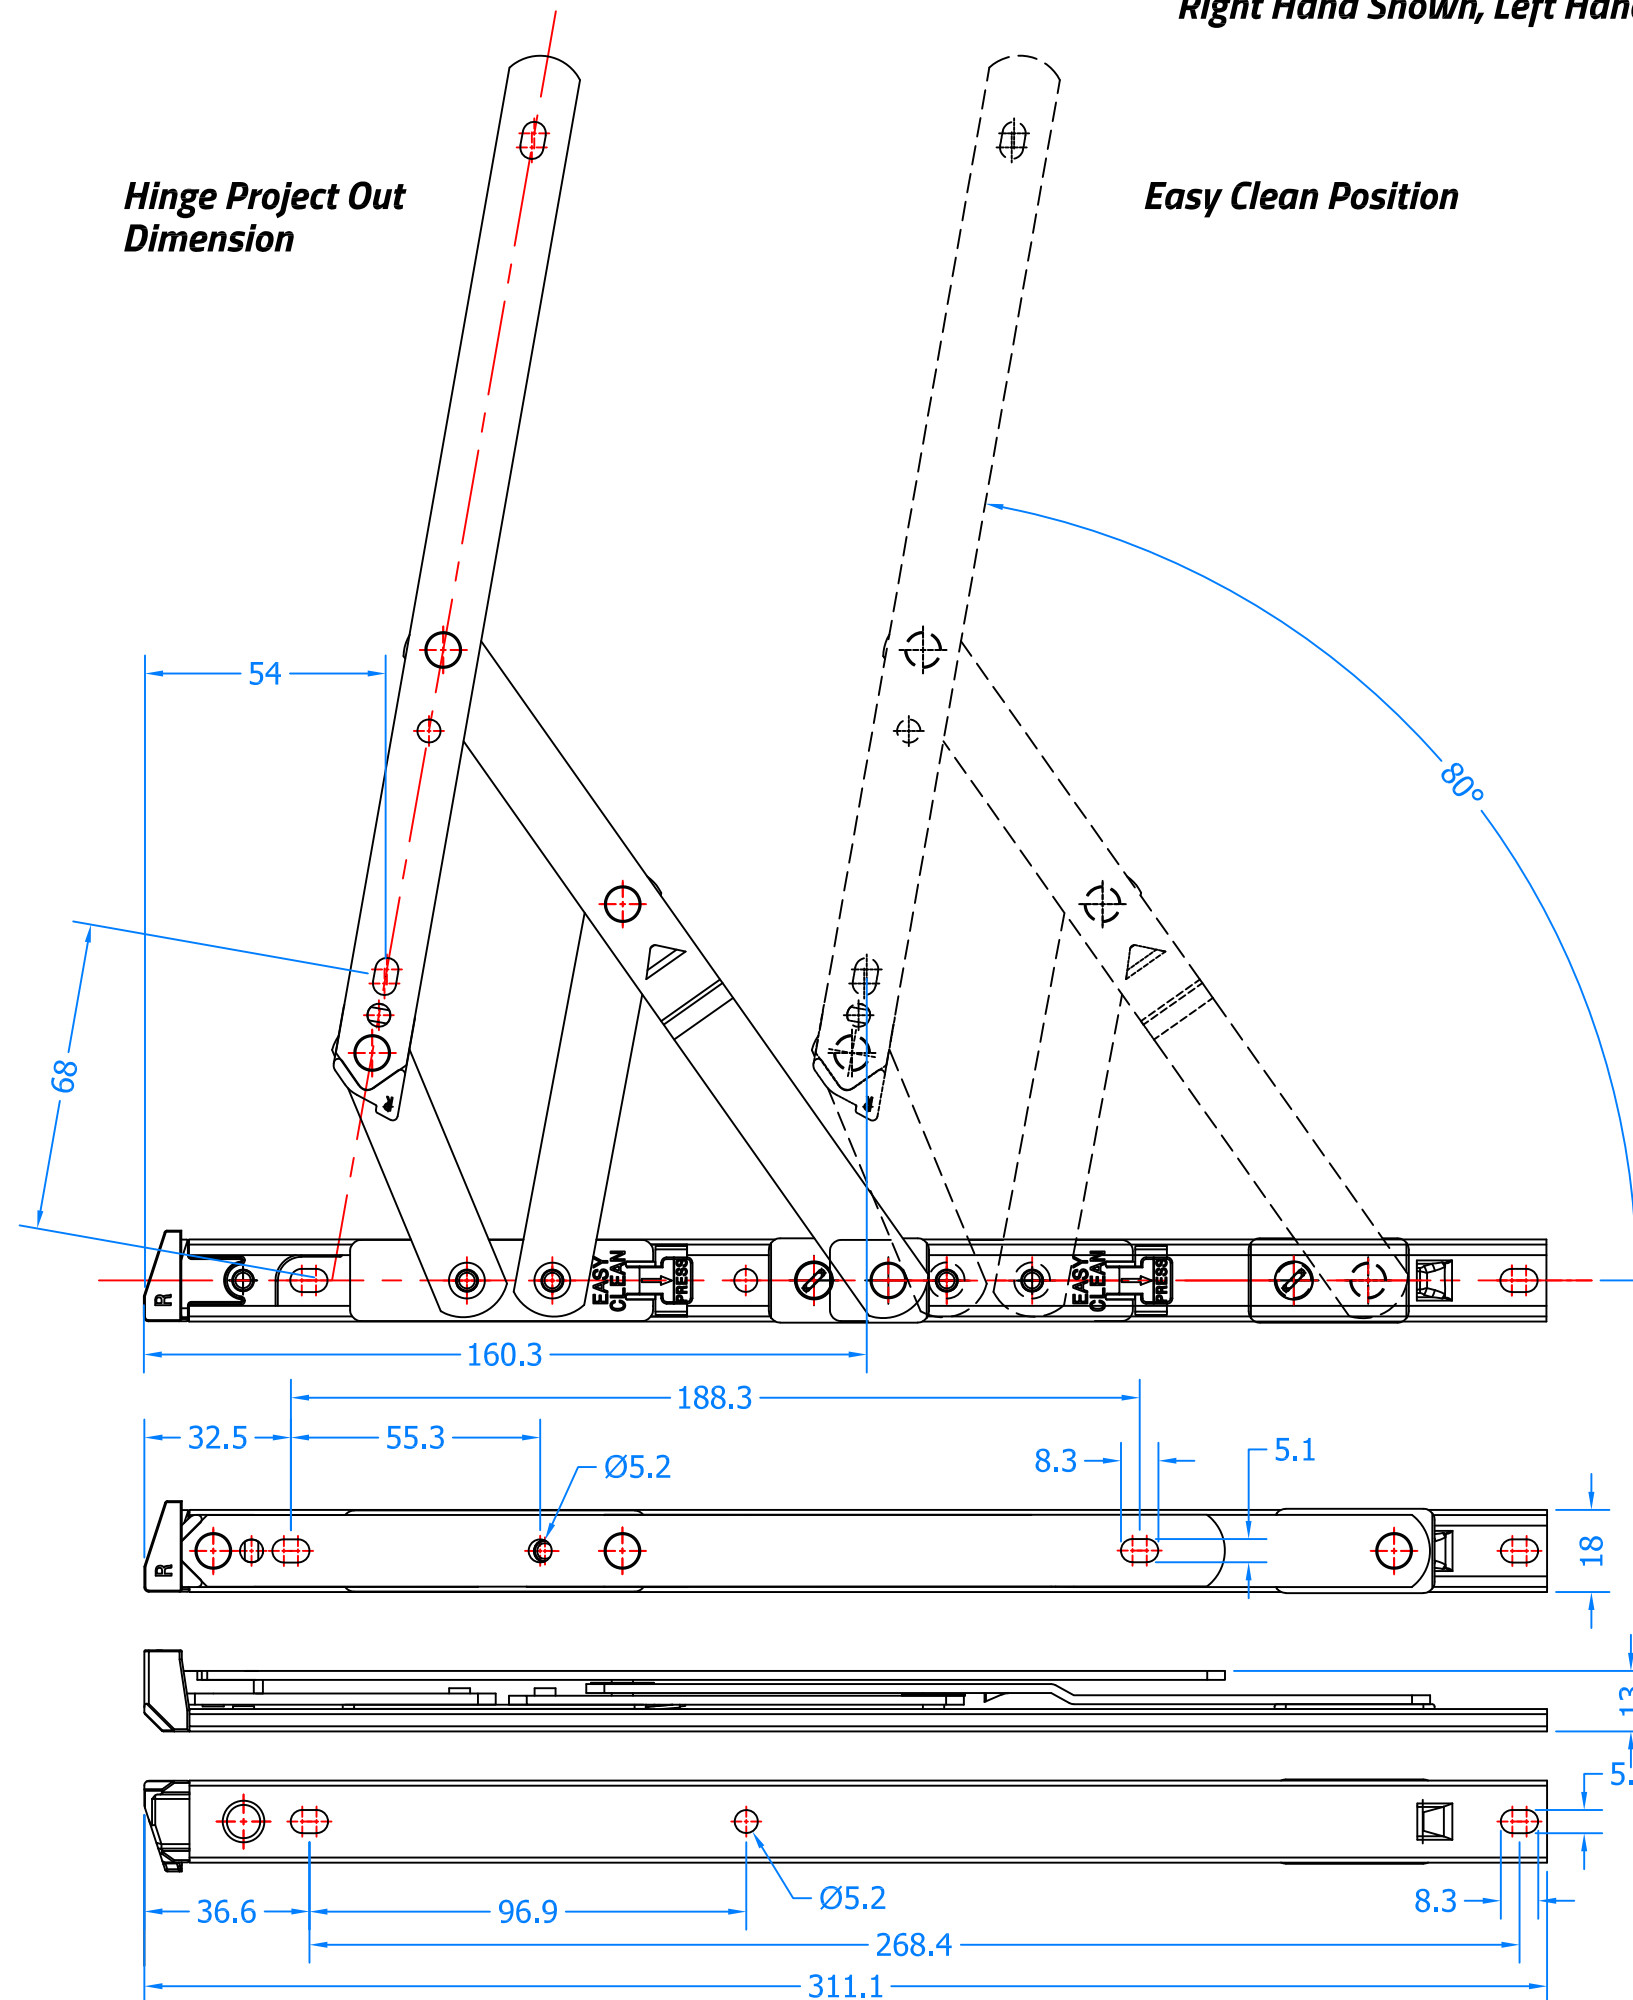 Right Hand Shown, Left Hand
Hinge Project Out
Dimension
Easy Clean Position
54
80°
68
EASY
CLEAN
PRESS
EASY
CLEAN
PRESS
R
R
160.3
188.3
32.5
55.3
Ø5.2
8.3
5.1
R
18
13
5.
36.6
96.9
Ø5.2
8.3
268.4
311.1